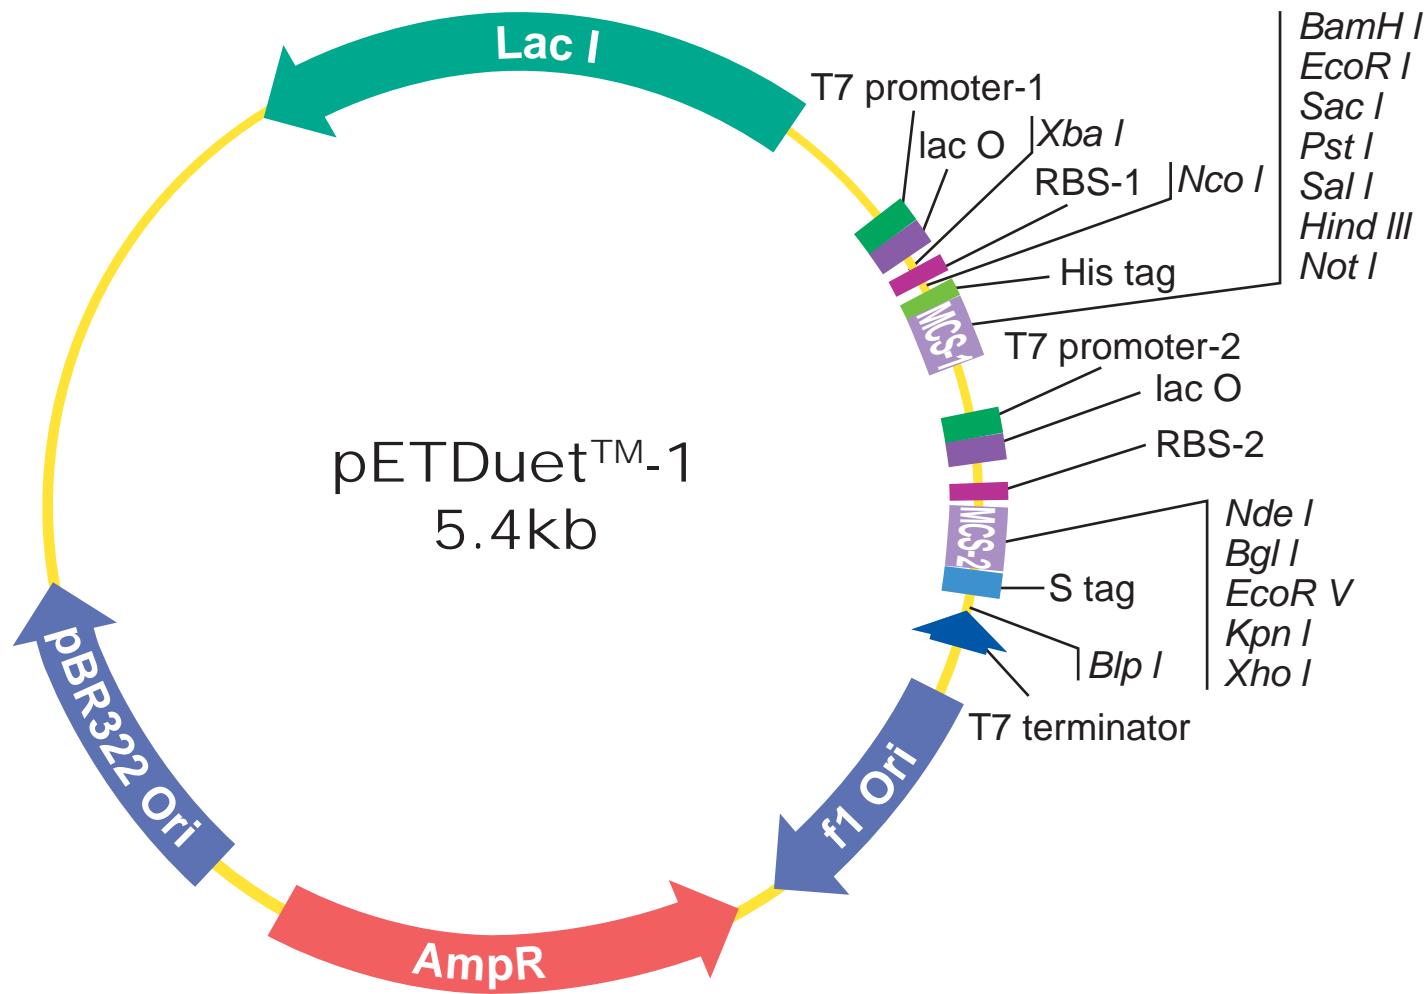 Lac I
T7 promoter-1
lac O
Xba I
RBS-1
Nco I
His tag
BamH I
EcoR I
Sac I
Pst I
Sal I
Hind III
Not I
MCS-1
T7 promoter-2
lac O
RBS-2
pETDuet™-1
5.4kb
MCS-2
Nde I
Bgl I
EcoR V
Kpn I
Xho I
S tag
Blp I
T7 terminator
f1 Ori
AmpR
pBR322 Ori